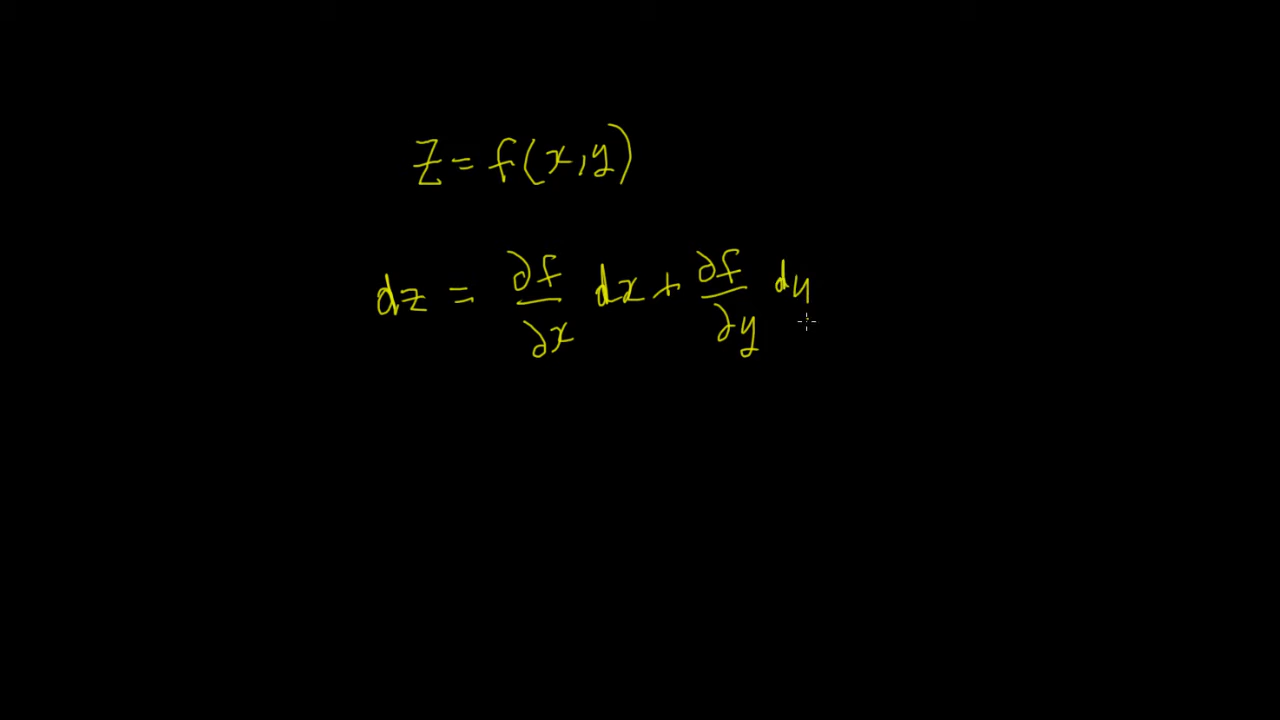 z = f(x,y)
dz = ∂f/∂x dx + ∂f/∂y dy